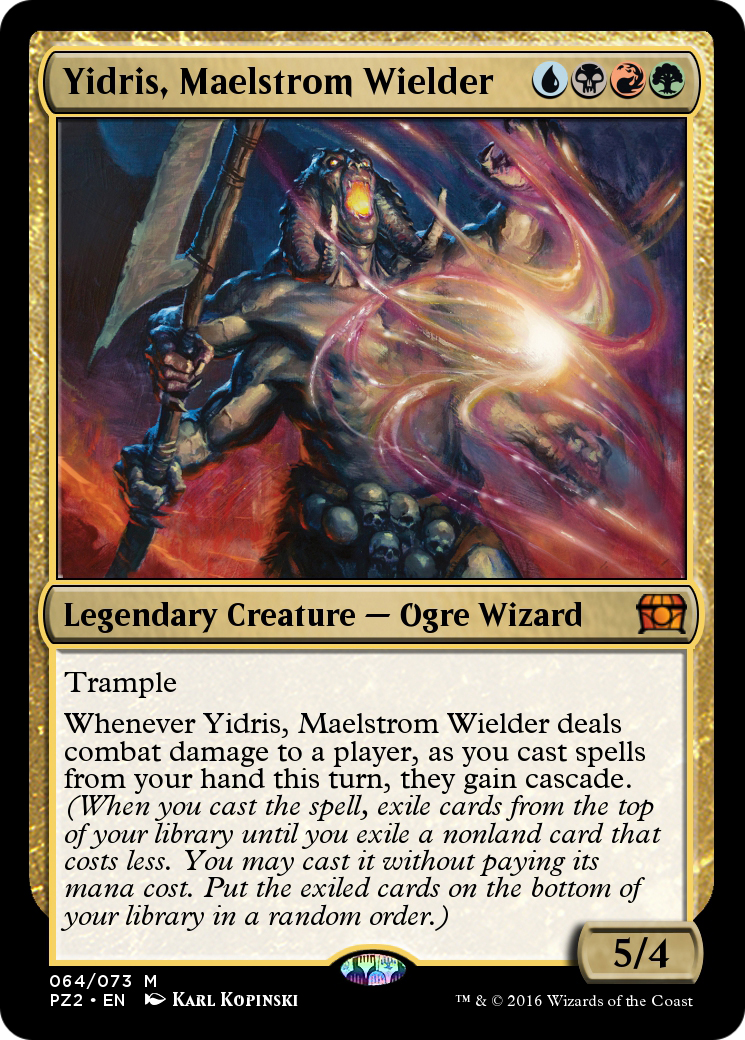 Yidris, Maelstrom Wielder
Legendary Creature — Ogre Wizard
Trample
Whenever Yidris, Maelstrom Wielder deals
combat damage to a player, as you cast spells
from your hand this turn, they gain cascade.
(When you cast the spell, exile cards from the top
of your library until you exile a nonland card that
costs less. You may cast it without paying its
mana cost. Put the exiled cards on the bottom of
your library in a random order.)
5/4
064/073 M
PZ2 • EN Karl Kopinski
™ & © 2016 Wizards of the Coast